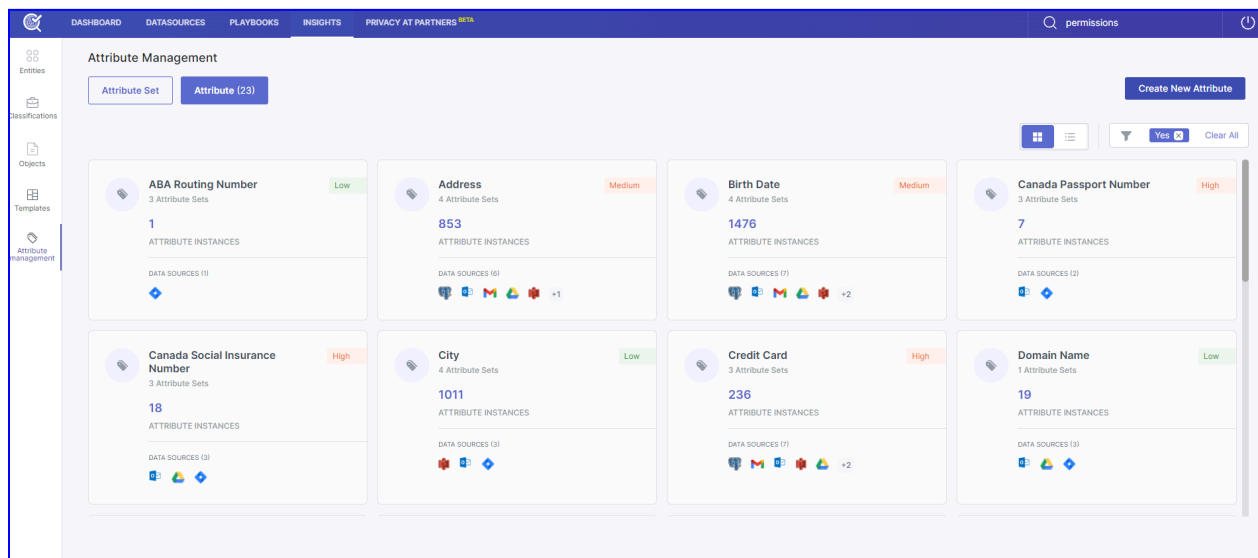 DASHBOARD DATASOURCES PLAYBOOKS INSIGHTS PRIVACY AT PARTNERS BETA permissions
Entities
Classifications
Objects
Templates
Attribute management
Attribute Management
Attribute Set Attribute (23) Create New Attribute
Yes Clear All
ABA Routing Number Low
3 Attribute Sets
1
ATTRIBUTE INSTANCES
DATA SOURCES (1)
Address Medium
4 Attribute Sets
853
ATTRIBUTE INSTANCES
DATA SOURCES (6)
+1
Birth Date Medium
4 Attribute Sets
1476
ATTRIBUTE INSTANCES
DATA SOURCES (7)
+2
Canada Passport Number High
3 Attribute Sets
7
ATTRIBUTE INSTANCES
DATA SOURCES (2)
Canada Social Insurance High
Number
3 Attribute Sets
18
ATTRIBUTE INSTANCES
DATA SOURCES (3)
City Low
4 Attribute Sets
1011
ATTRIBUTE INSTANCES
DATA SOURCES (3)
Credit Card High
3 Attribute Sets
236
ATTRIBUTE INSTANCES
DATA SOURCES (7)
+2
Domain Name Low
1 Attribute Sets
19
ATTRIBUTE INSTANCES
DATA SOURCES (3)